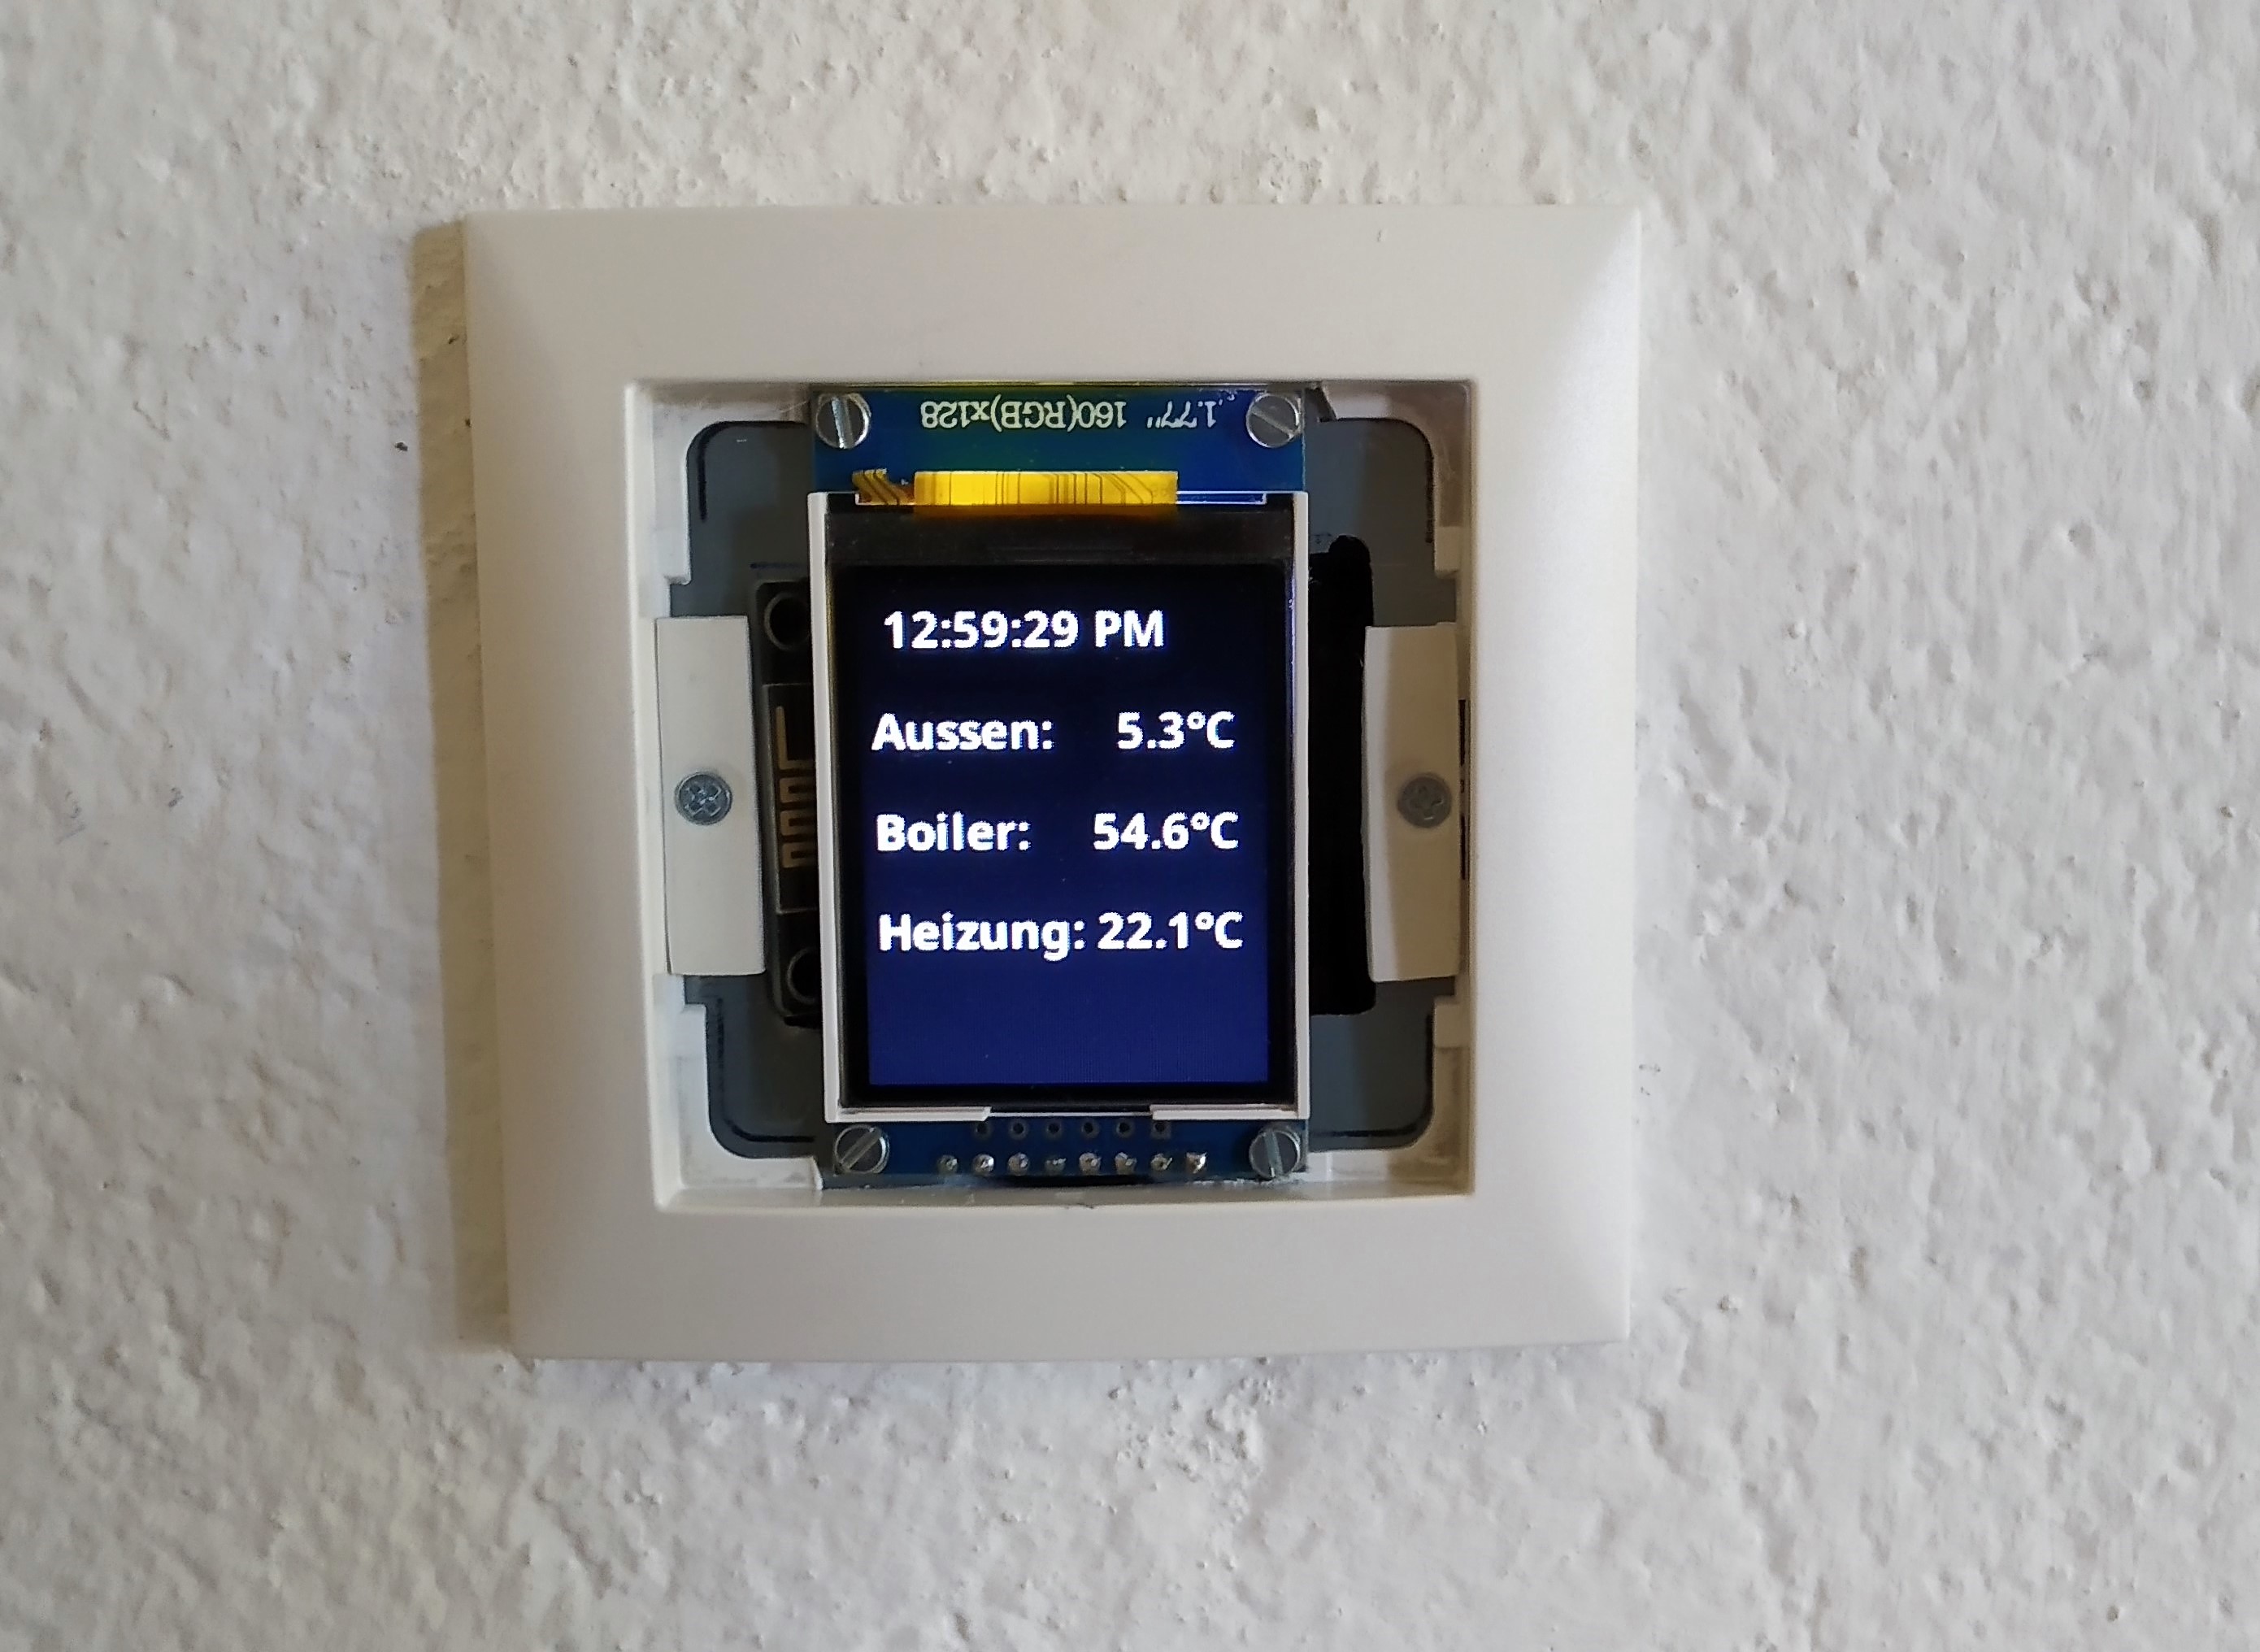 1.77" 160(RGB)x128
12:59:29 PM
Aussen: 5.3°C
Boiler: 54.6°C
Heizung: 22.1°C